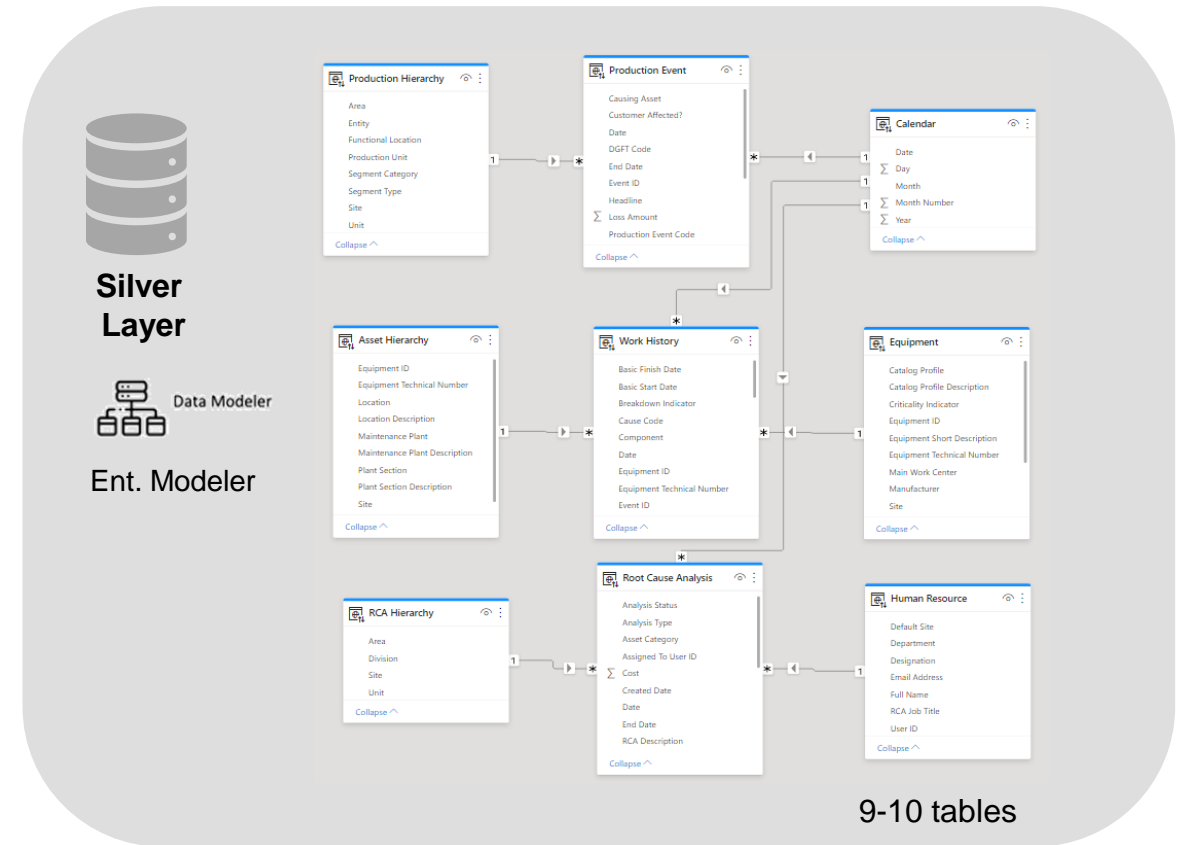 Silver
Layer
Data Modeler
Ent. Modeler
Production Hierarchy
Area
Entity
Functional Location
Production Unit
Segment Category
Segment Type
Site
Unit
Collapse
1
*
Production Event
Causing Asset
Customer Affected?
Date
DGFT Code
End Date
Event ID
Headline
Σ Loss Amount
Production Event Code
Collapse
*
1
1
1
Calendar
Date
Σ Day
Month
Σ Month Number
Σ Year
Collapse
*
Asset Hierarchy
Equipment ID
Equipment Technical Number
Location
Location Description
Maintenance Plant
Maintenance Plant Description
Plant Section
Plant Section Description
Site
Collapse
1
*
Work History
Basic Finish Date
Basic Start Date
Breakdown Indicator
Cause Code
Component
Date
Equipment ID
Equipment Technical Number
Event ID
Collapse
*
1
Equipment
Catalog Profile
Catalog Profile Description
Criticality Indicator
Equipment ID
Equipment Short Description
Equipment Technical Number
Main Work Center
Manufacturer
Site
Collapse
*
RCA Hierarchy
Area
Division
Site
Unit
Collapse
1
*
Root Cause Analysis
Analysis Status
Analysis Type
Asset Category
Assigned To User ID
Σ Cost
Created Date
Date
End Date
RCA Description
Collapse
*
1
Human Resource
Default Site
Department
Designation
Email Address
Full Name
RCA Job Title
User ID
Collapse
9-10 tables